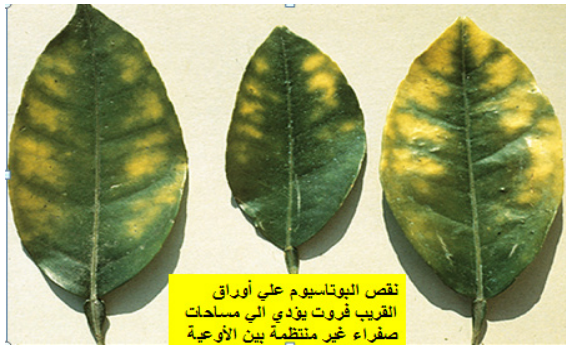 نقص البوتاسيوم علي أوراق
القريب فروت يؤدي الي مساحات
صفراء غير منتظمة بين الأوعية